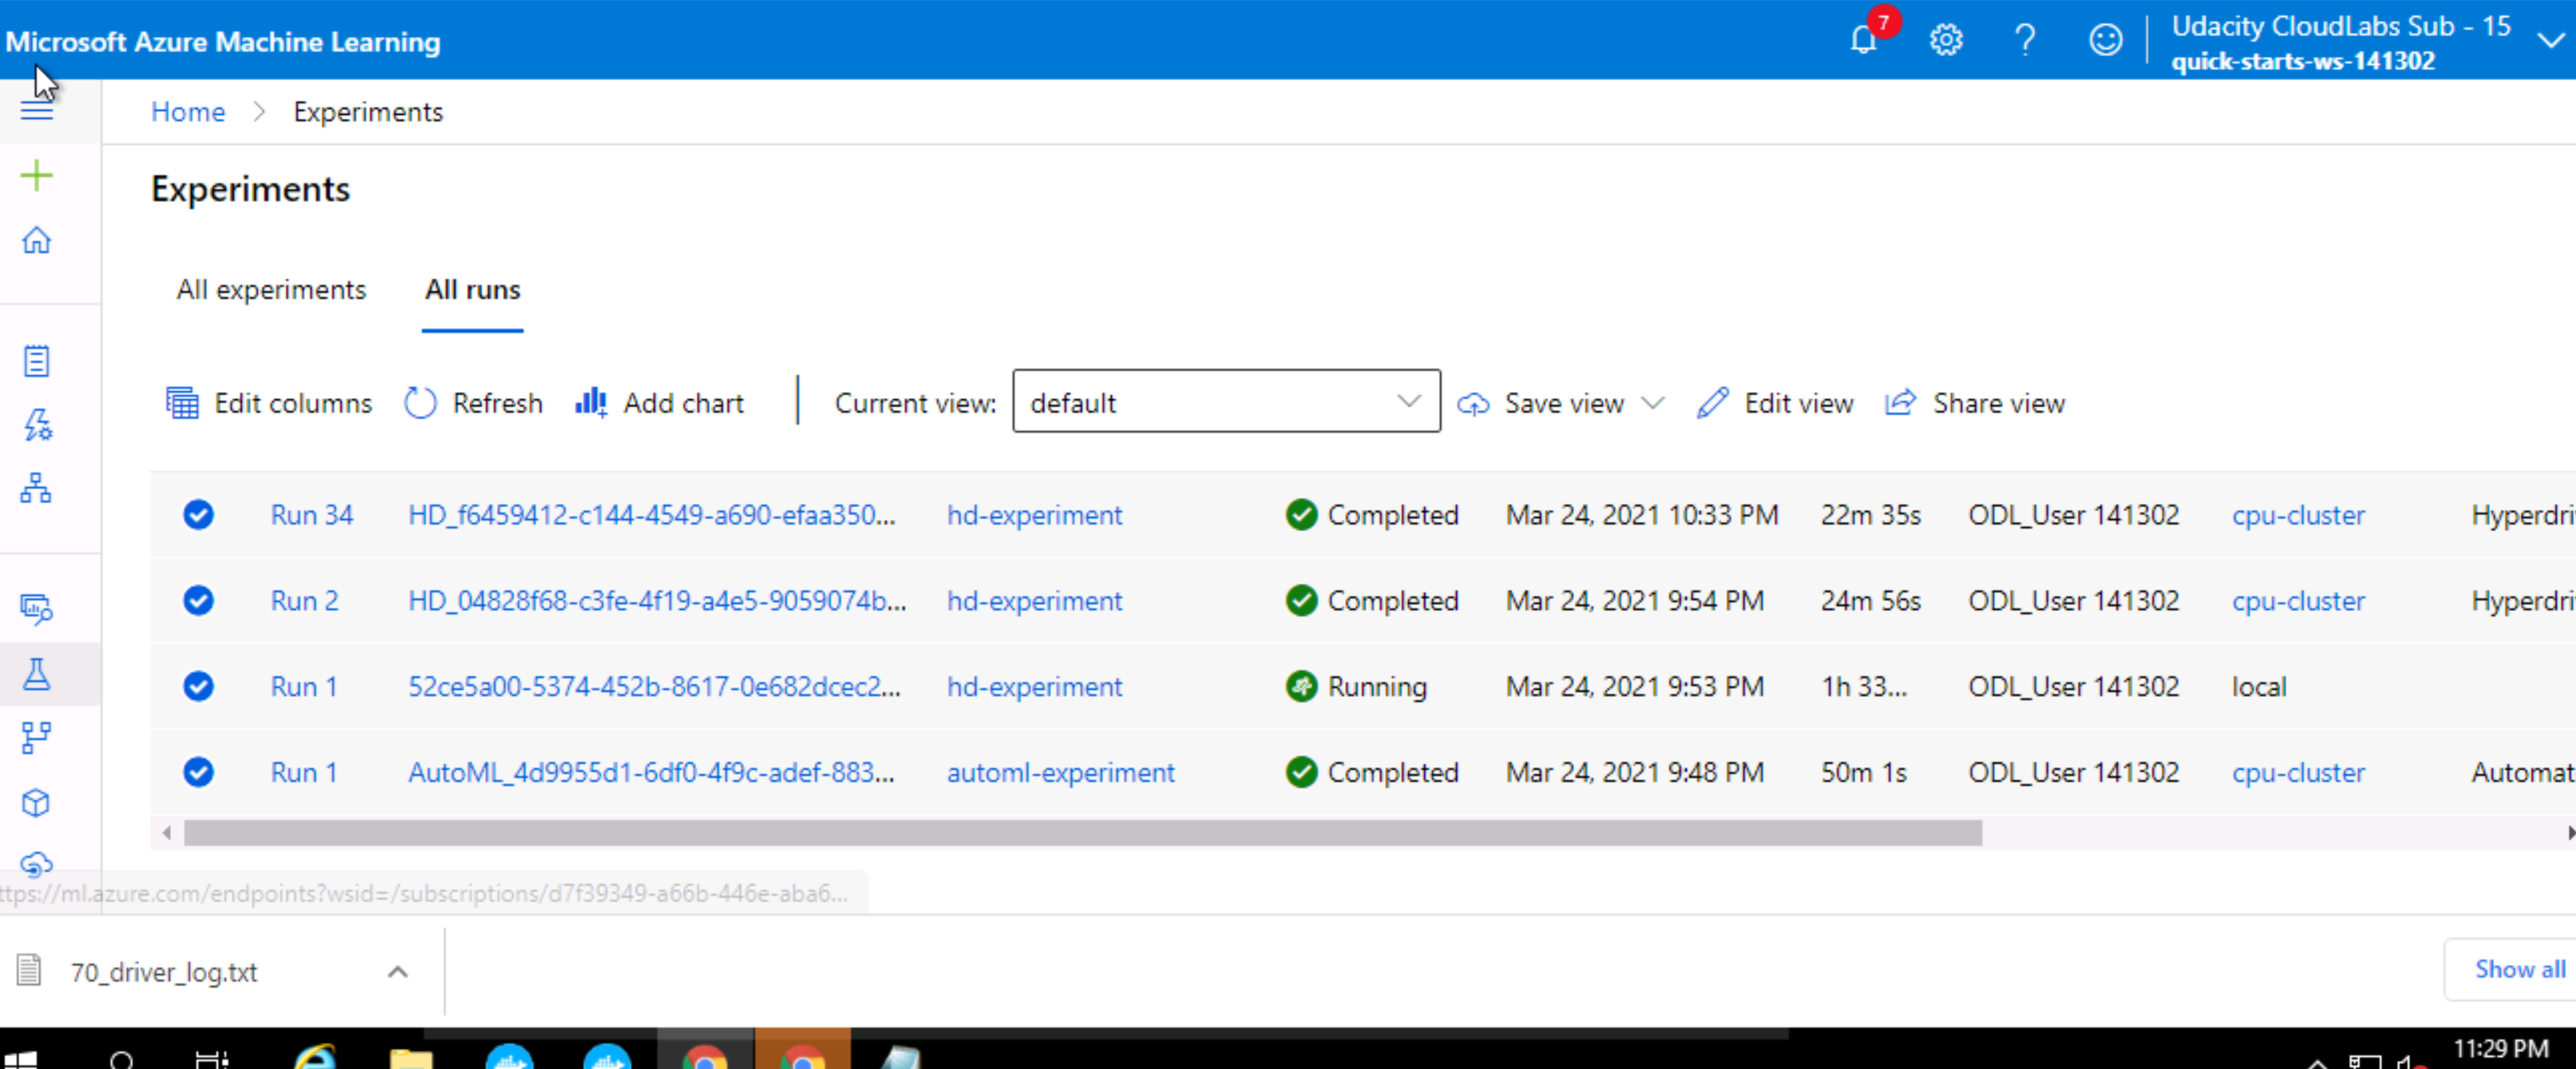 Microsoft Azure Machine Learning
7
Udacity CloudLabs Sub - 15
quick-starts-ws-141302
Home > Experiments
Experiments
All experiments All runs
Edit columns Refresh Add chart Current view: default Save view Edit view Share view
Run 34 HD_f6459412-c144-4549-a690-efaa350... hd-experiment Completed Mar 24, 2021 10:33 PM 22m 35s ODL_User 141302 cpu-cluster Hyperdri
Run 2 HD_04828f68-c3fe-4f19-a4e5-9059074b... hd-experiment Completed Mar 24, 2021 9:54 PM 24m 56s ODL_User 141302 cpu-cluster Hyperdri
Run 1 52ce5a00-5374-452b-8617-0e682dcec2... hd-experiment Running Mar 24, 2021 9:53 PM 1h 33... ODL_User 141302 local
Run 1 AutoML_4d9955d1-6df0-4f9c-adef-883... automl-experiment Completed Mar 24, 2021 9:48 PM 50m 1s ODL_User 141302 cpu-cluster Automat
ttps://ml.azure.com/endpoints?wsid=/subscriptions/d7f39349-a66b-446e-aba6...
70_driver_log.txt
Show all
11:29 PM